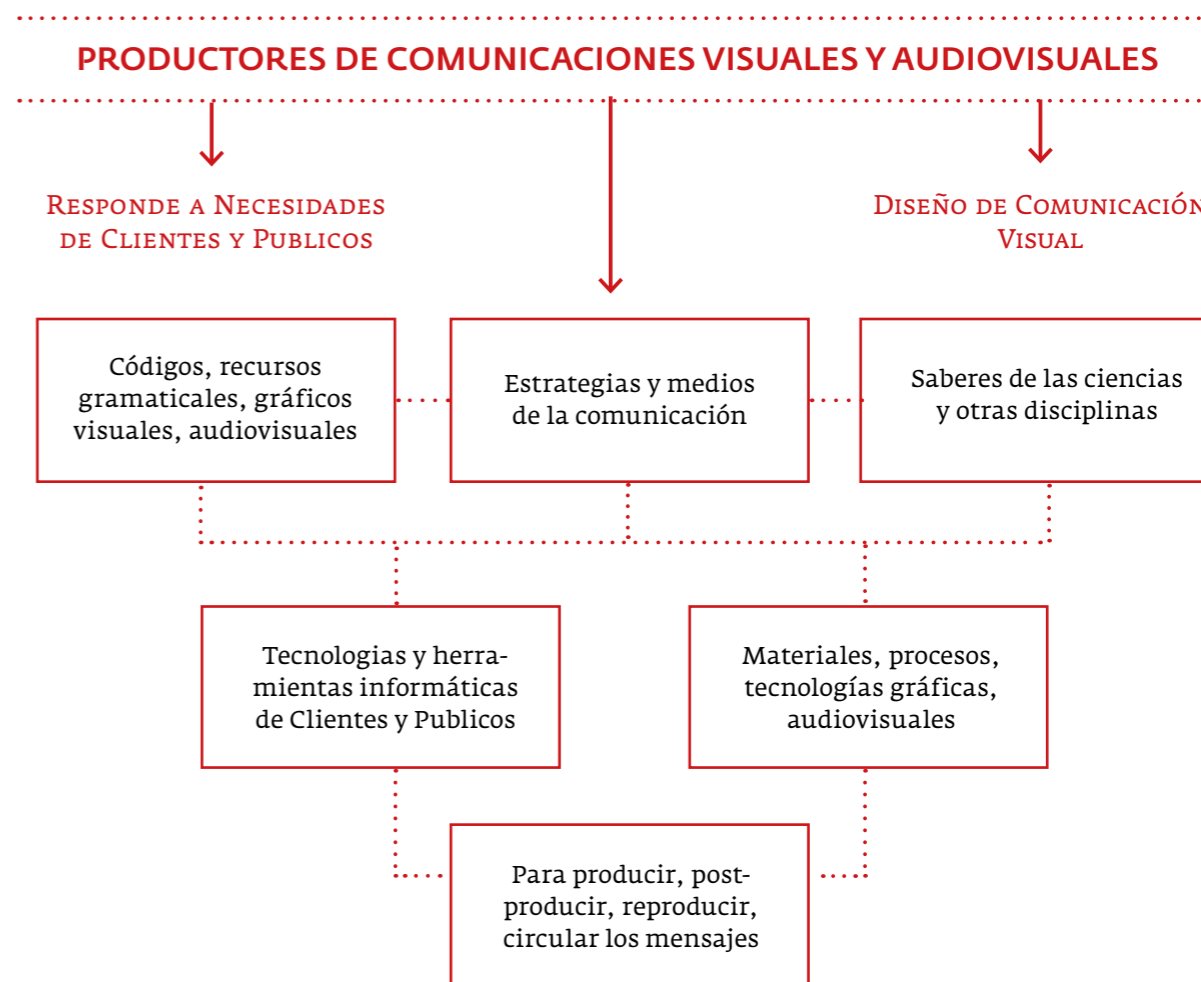 PRODUCTORES DE COMUNICACIONES VISUALES Y AUDIOVISUALES
Responde a Necesidades
de Clientes y Publicos
Diseño de Comunicación
Visual
Códigos, recursos
gramaticales, gráficos
visuales, audiovisuales
Estrategias y medios
de la comunicación
Saberes de las ciencias
y otras disciplinas
Tecnologias y herra-
mientas informáticas
de Clientes y Publicos
Materiales, procesos,
tecnologías gráficas,
audiovisuales
Para producir, post-
producir, reproducir,
circular los mensajes